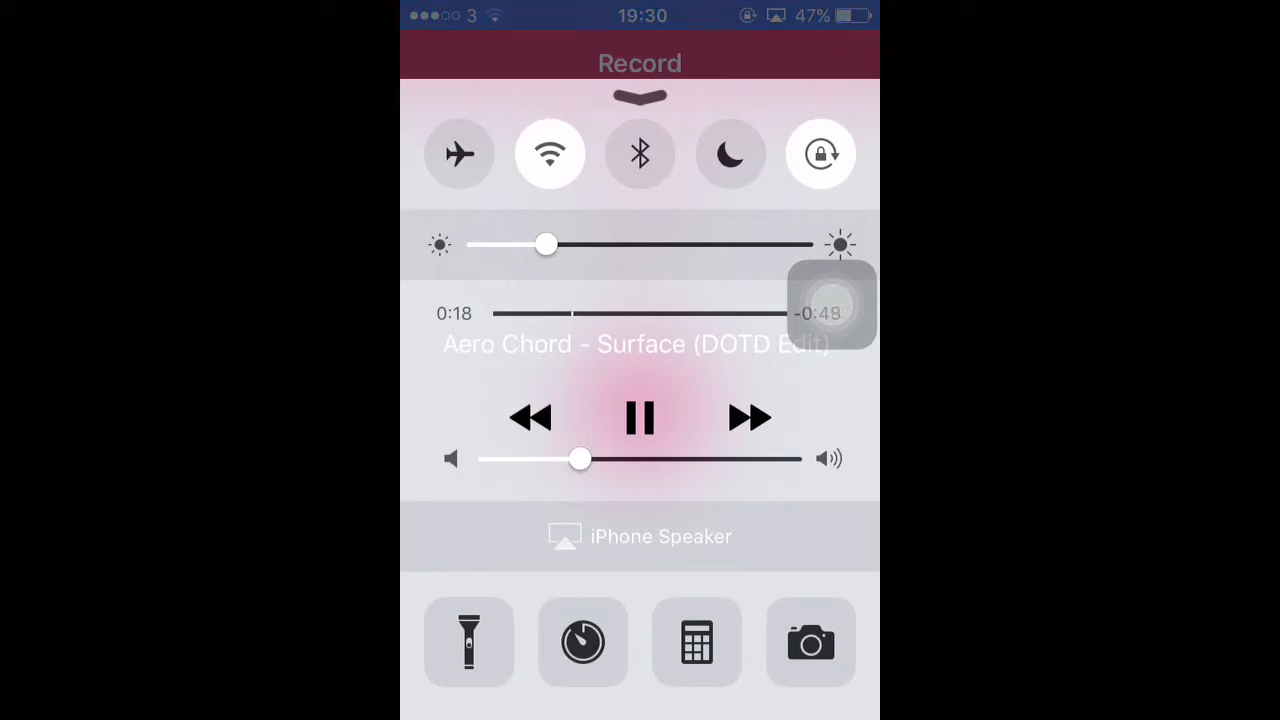 3 19:30 47%
Record
0:18 -0:48
Aero Chord - Surface (DOTD Edit)
iPhone Speaker